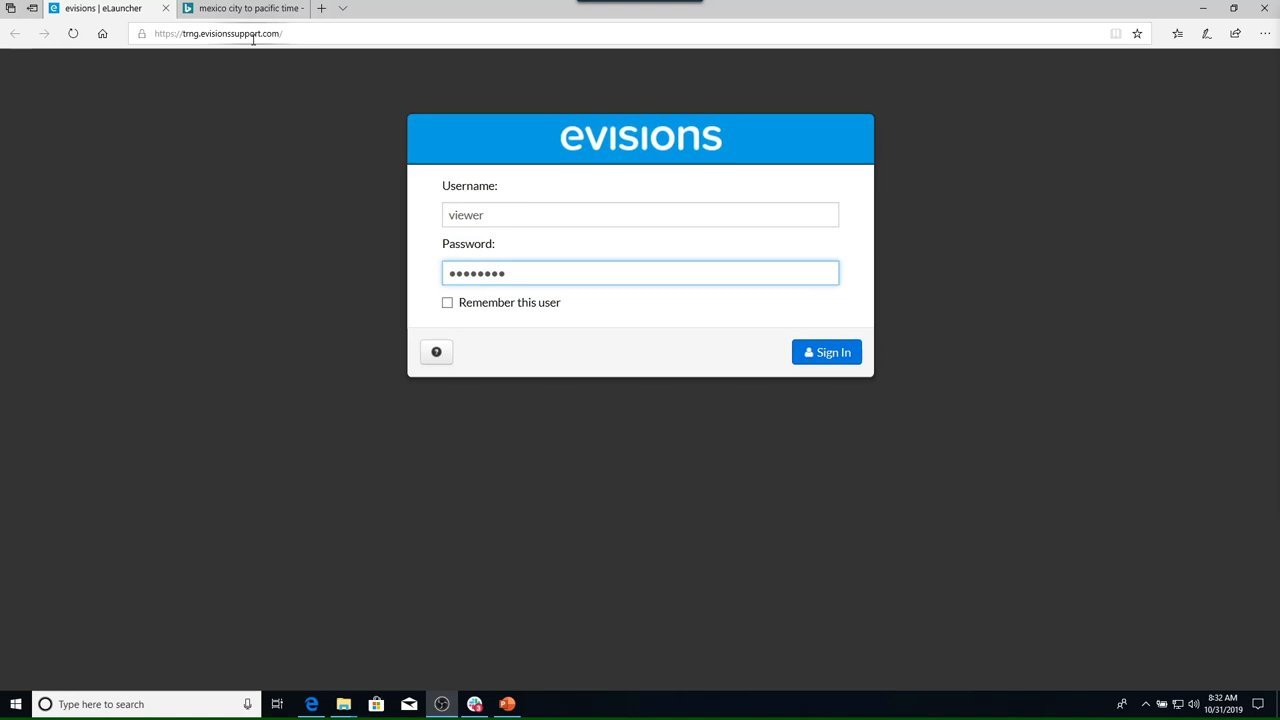 evisions | eLauncher
mexico city to pacific time -
https://trng.evisionssupport.com/
evisions
Username:
viewer
Password:
••••••••
Remember this user
Sign In
Type here to search
8:32 AM
10/31/2019